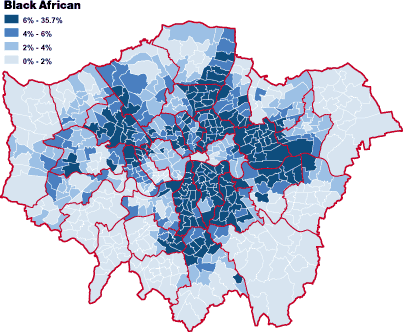 Black African
6% - 35.7%
4% - 6%
2% - 4%
0% - 2%